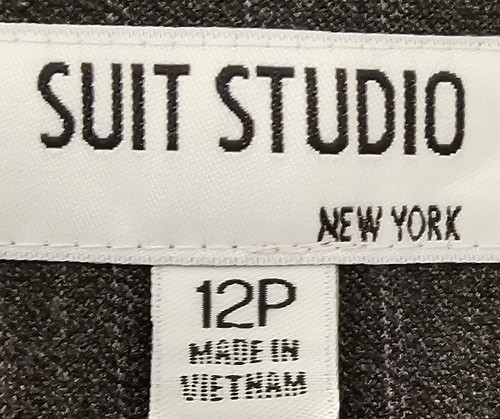 SUIT STUDIO
NEW YORK
12P
MADE IN
VIETNAM